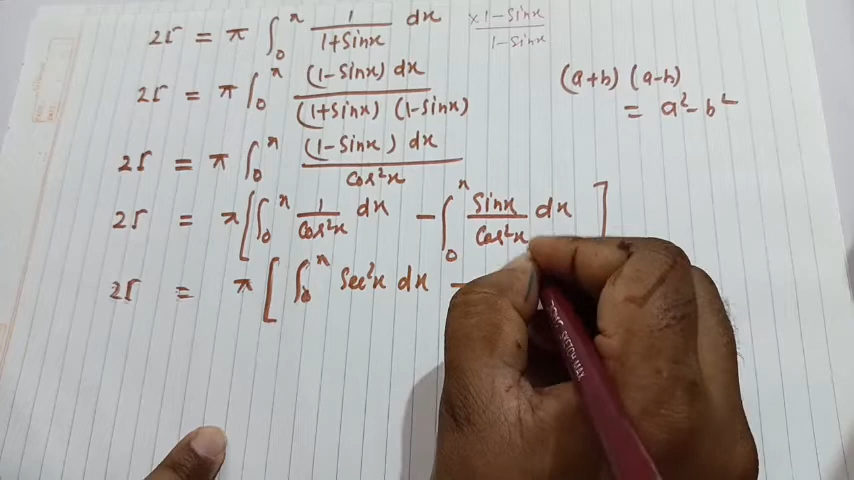 2I = π ∫₀^π 1/(1+Sinx) dx × (1-Sinx)/(1-Sinx)
2I = π ∫₀^π (1-Sinx) dx / (1+Sinx) (1-Sinx)
(a+b) (a-b)
= a² - b²
2I = π ∫₀^π (1-Sinx) dx / Cos²x
2I = π [ ∫₀^π 1/Cos²x dx - ∫₀^π Sinx/Cos²x dx ]
2I = π [ ∫₀^π Sec²x dx -
SKETCH MAX